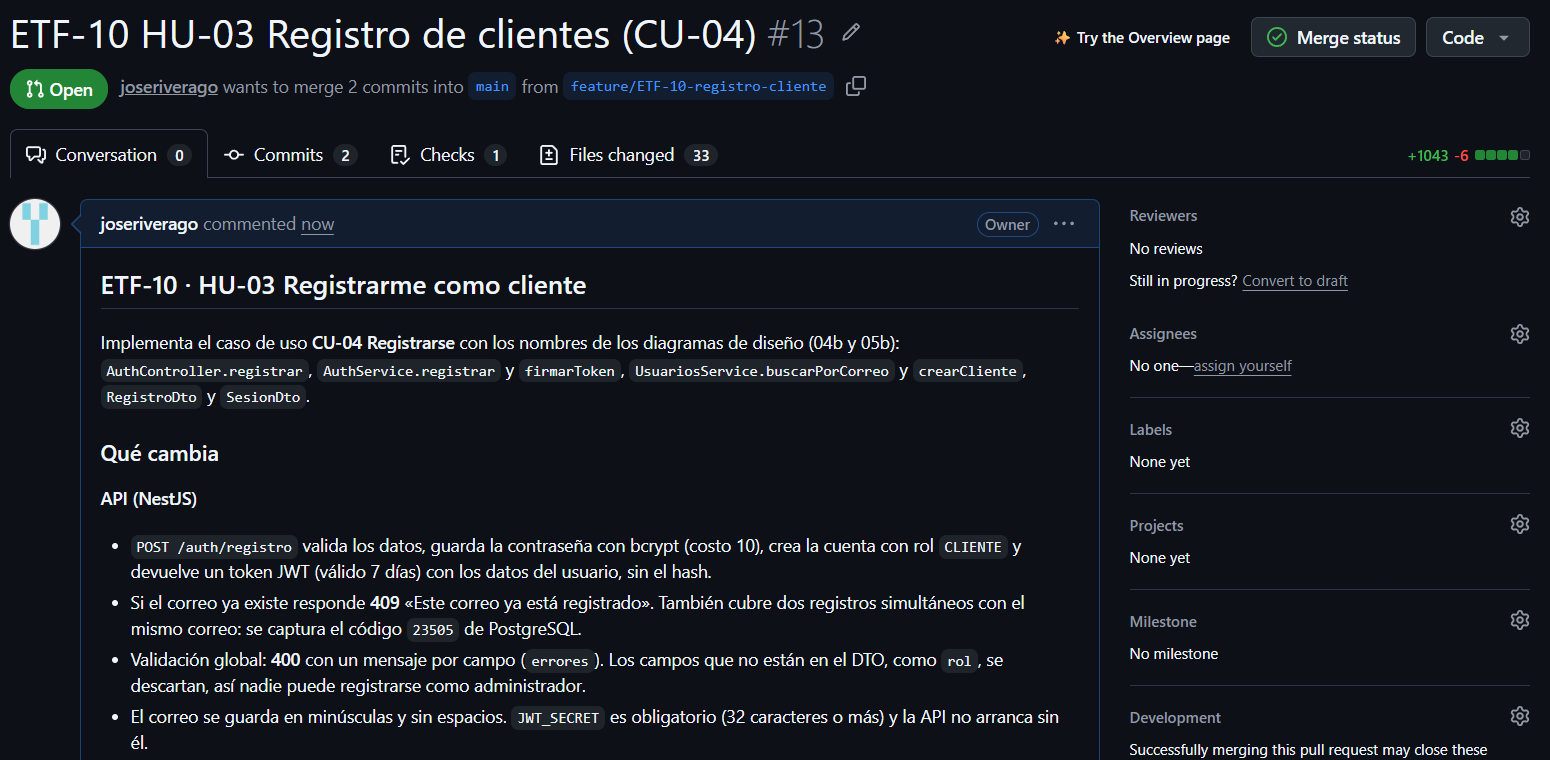 ETF-10 HU-03 Registro de clientes (CU-04) #13
Try the Overview page
Merge status
Code
Open
joseriverago wants to merge 2 commits into main from feature/ETF-10-registro-cliente
Conversation 0
Commits 2
Checks 1
Files changed 33
+1043 -6
joseriverago commented now
Owner
ETF-10 · HU-03 Registrarme como cliente
Implementa el caso de uso CU-04 Registrarse con los nombres de los diagramas de diseño (04b y 05b):
AuthController.registrar, AuthService.registrar y firmarToken, UsuariosService.buscarPorCorreo y crearCliente,
RegistroDto y SesionDto.
Qué cambia
API (NestJS)
• POST /auth/registro valida los datos, guarda la contraseña con bcrypt (costo 10), crea la cuenta con rol CLIENTE y
devuelve un token JWT (válido 7 días) con los datos del usuario, sin el hash.
• Si el correo ya existe responde 409 «Este correo ya está registrado». También cubre dos registros simultáneos con el
mismo correo: se captura el código 23505 de PostgreSQL.
• Validación global: 400 con un mensaje por campo (errores). Los campos que no están en el DTO, como rol, se
descartan, así nadie puede registrarse como administrador.
• El correo se guarda en minúsculas y sin espacios. JWT_SECRET es obligatorio (32 caracteres o más) y la API no arranca sin
él.
Reviewers
No reviews
Still in progress? Convert to draft
Assignees
No one—assign yourself
Labels
None yet
Projects
None yet
Milestone
No milestone
Development
Successfully merging this pull request may close these